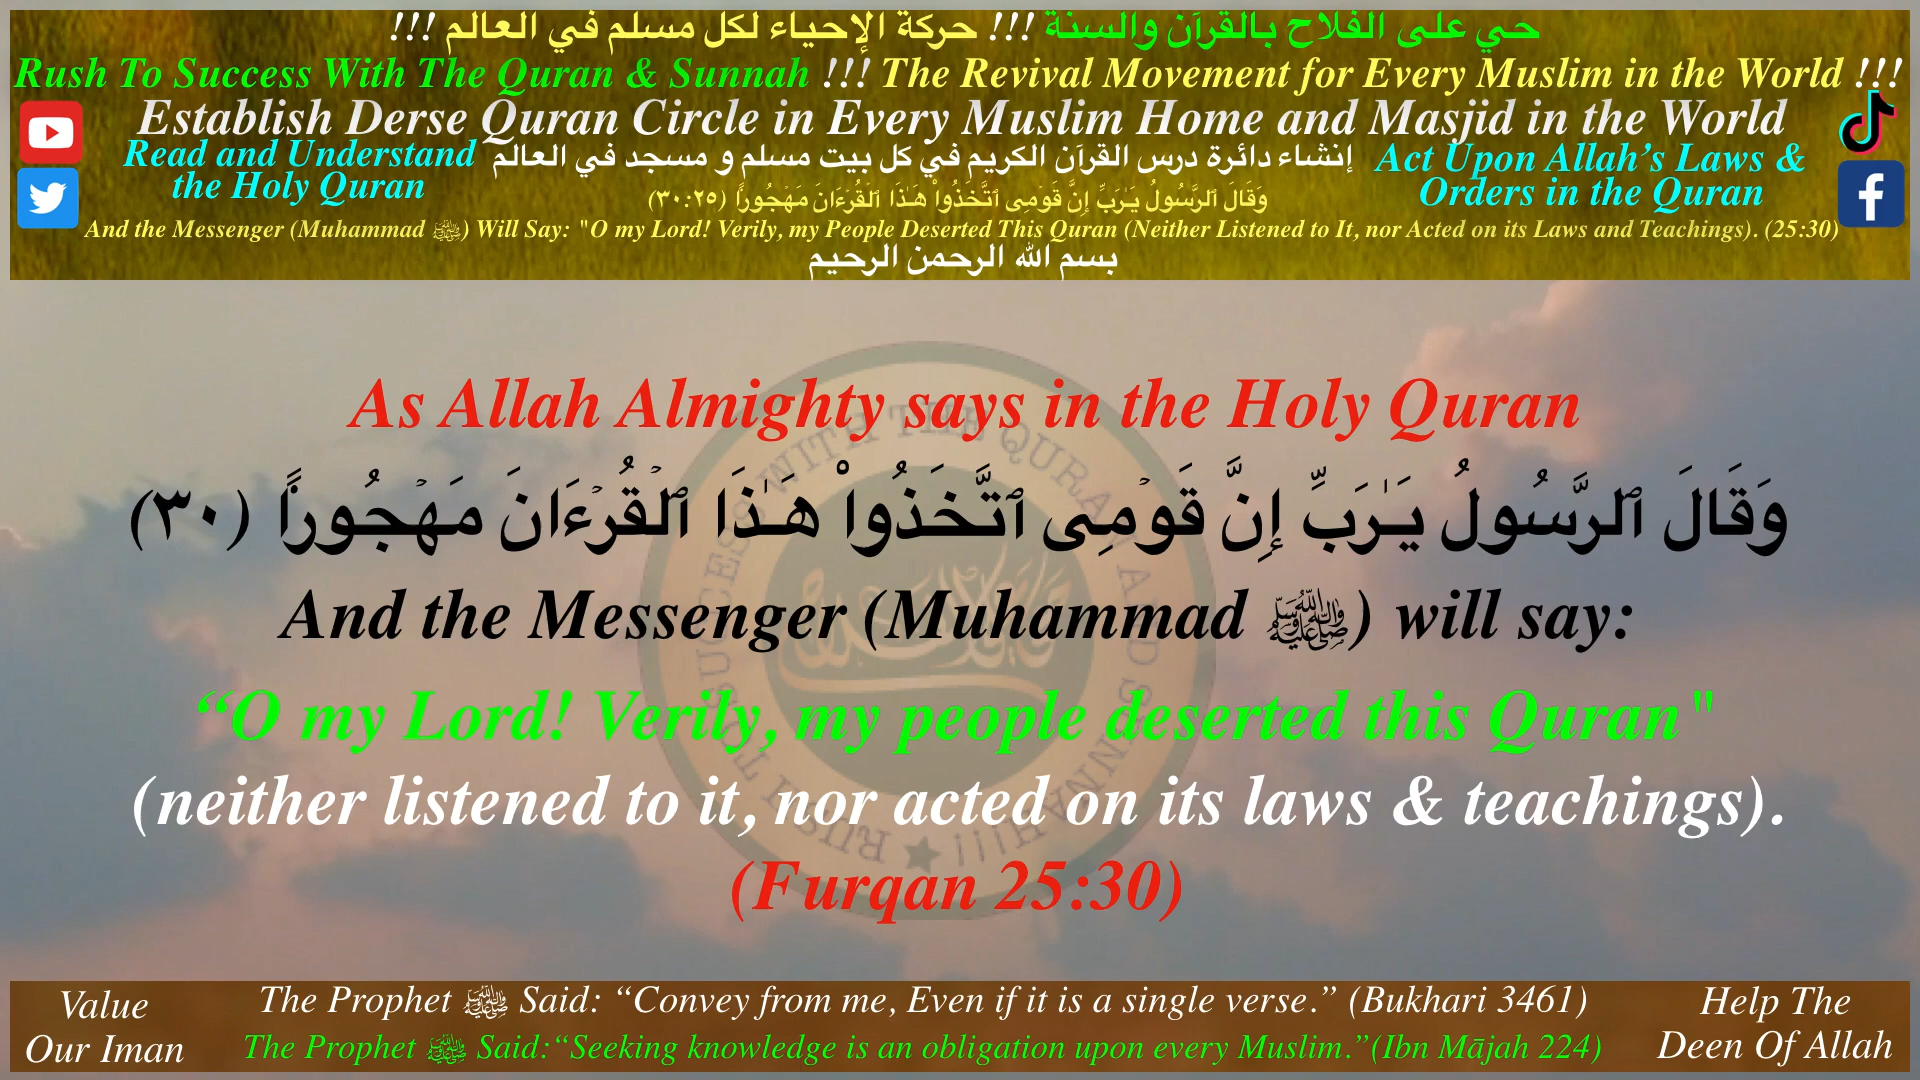 حي على الفلاح بالقرآن والسنة !!! حركة الإحياء لكل مسلم في العالم !!!
Rush To Success With The Quran & Sunnah !!! The Revival Movement for Every Muslim in the World !!!
Establish Derse Quran Circle in Every Muslim Home and Masjid in the World
Read and Understand
the Holy Quran
إنشاء دائرة درس القرآن الكريم في كل بيت مسلم و مسجد في العالم
Act Upon Allah’s Laws &
Orders in the Quran
وَقَالَ ٱلرَّسُولُ يَـٰرَبِّ إِنَّ قَوۡمِى ٱتَّخَذُواْ هَـٰذَا ٱلۡقُرۡءَانَ مَهۡجُورًا (٣٠:٢٥)
And the Messenger (Muhammad ﷺ) Will Say: "O my Lord! Verily, my People Deserted This Quran (Neither Listened to It, nor Acted on its Laws and Teachings). (25:30)
بسم الله الرحمن الرحيم
As Allah Almighty says in the Holy Quran
وَقَالَ ٱلرَّسُولُ يَـٰرَبِّ إِنَّ قَوۡمِى ٱتَّخَذُواْ هَـٰذَا ٱلۡقُرۡءَانَ مَهۡجُورًا (٣٠)
And the Messenger (Muhammad ﷺ) will say:
“O my Lord! Verily, my people deserted this Quran"
(neither listened to it, nor acted on its laws & teachings).
(Furqan 25:30)
RUSH TO SUCCESS WITH THE QURAN AND SUNNAH!!!
Value
Our Iman
The Prophet ﷺ Said: “Convey from me, Even if it is a single verse.” (Bukhari 3461)
The Prophet ﷺ Said:“Seeking knowledge is an obligation upon every Muslim.”(Ibn Mājah 224)
Help The
Deen Of Allah